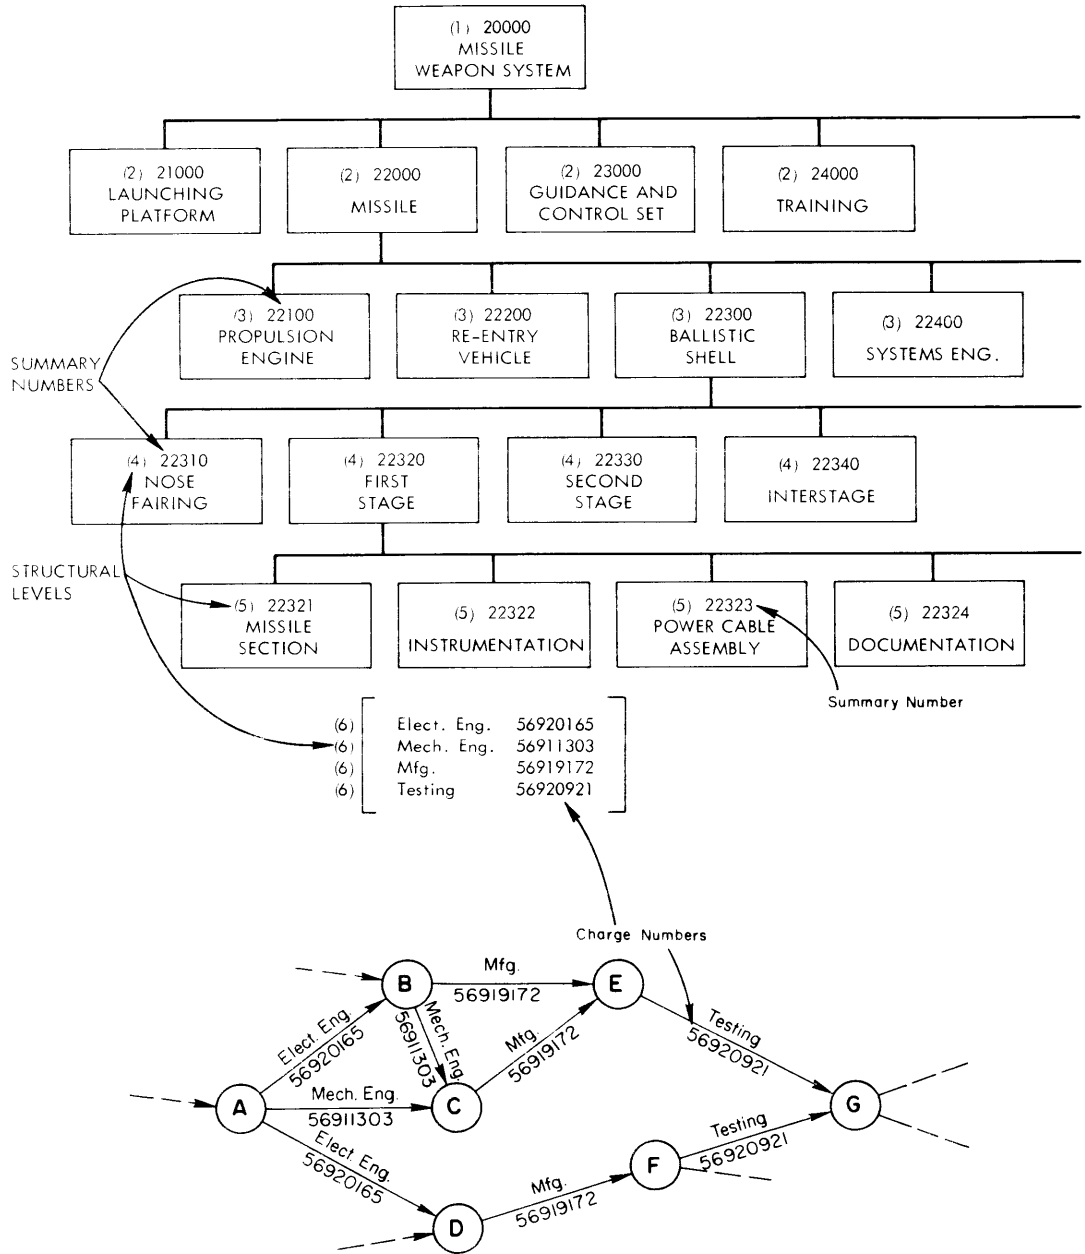 (1) 20000
MISSILE
WEAPON SYSTEM
(2) 21000
LAUNCHING
PLATFORM
(2) 22000
MISSILE
(2) 23000
GUIDANCE AND
CONTROL SET
(2) 24000
TRAINING
(3) 22100
PROPULSION
ENGINE
(3) 22200
RE-ENTRY
VEHICLE
(3) 22300
BALLISTIC
SHELL
(3) 22400
SYSTEMS ENG.
SUMMARY
NUMBERS
(4) 22310
NOSE
FAIRING
(4) 22320
FIRST
STAGE
(4) 22330
SECOND
STAGE
(4) 22340
INTERSTAGE
STRUCTURAL
LEVELS
(5) 22321
MISSILE
SECTION
(5) 22322
INSTRUMENTATION
(5) 22323
POWER CABLE
ASSEMBLY
(5) 22324
DOCUMENTATION
Summary Number
(6) Elect. Eng. 56920165
(6) Mech. Eng. 56911303
(6) Mfg. 56919172
(6) Testing 56920921
Charge Numbers
B
Mfg.
56919172
E
Elect. Eng.
56920165
Mech. Eng.
56911303
Mfg.
56919172
Testing
56920921
A
Mech. Eng.
56911303
C
G
Elect. Eng.
56920165
Testing
56920921
F
Mfg.
56919172
D